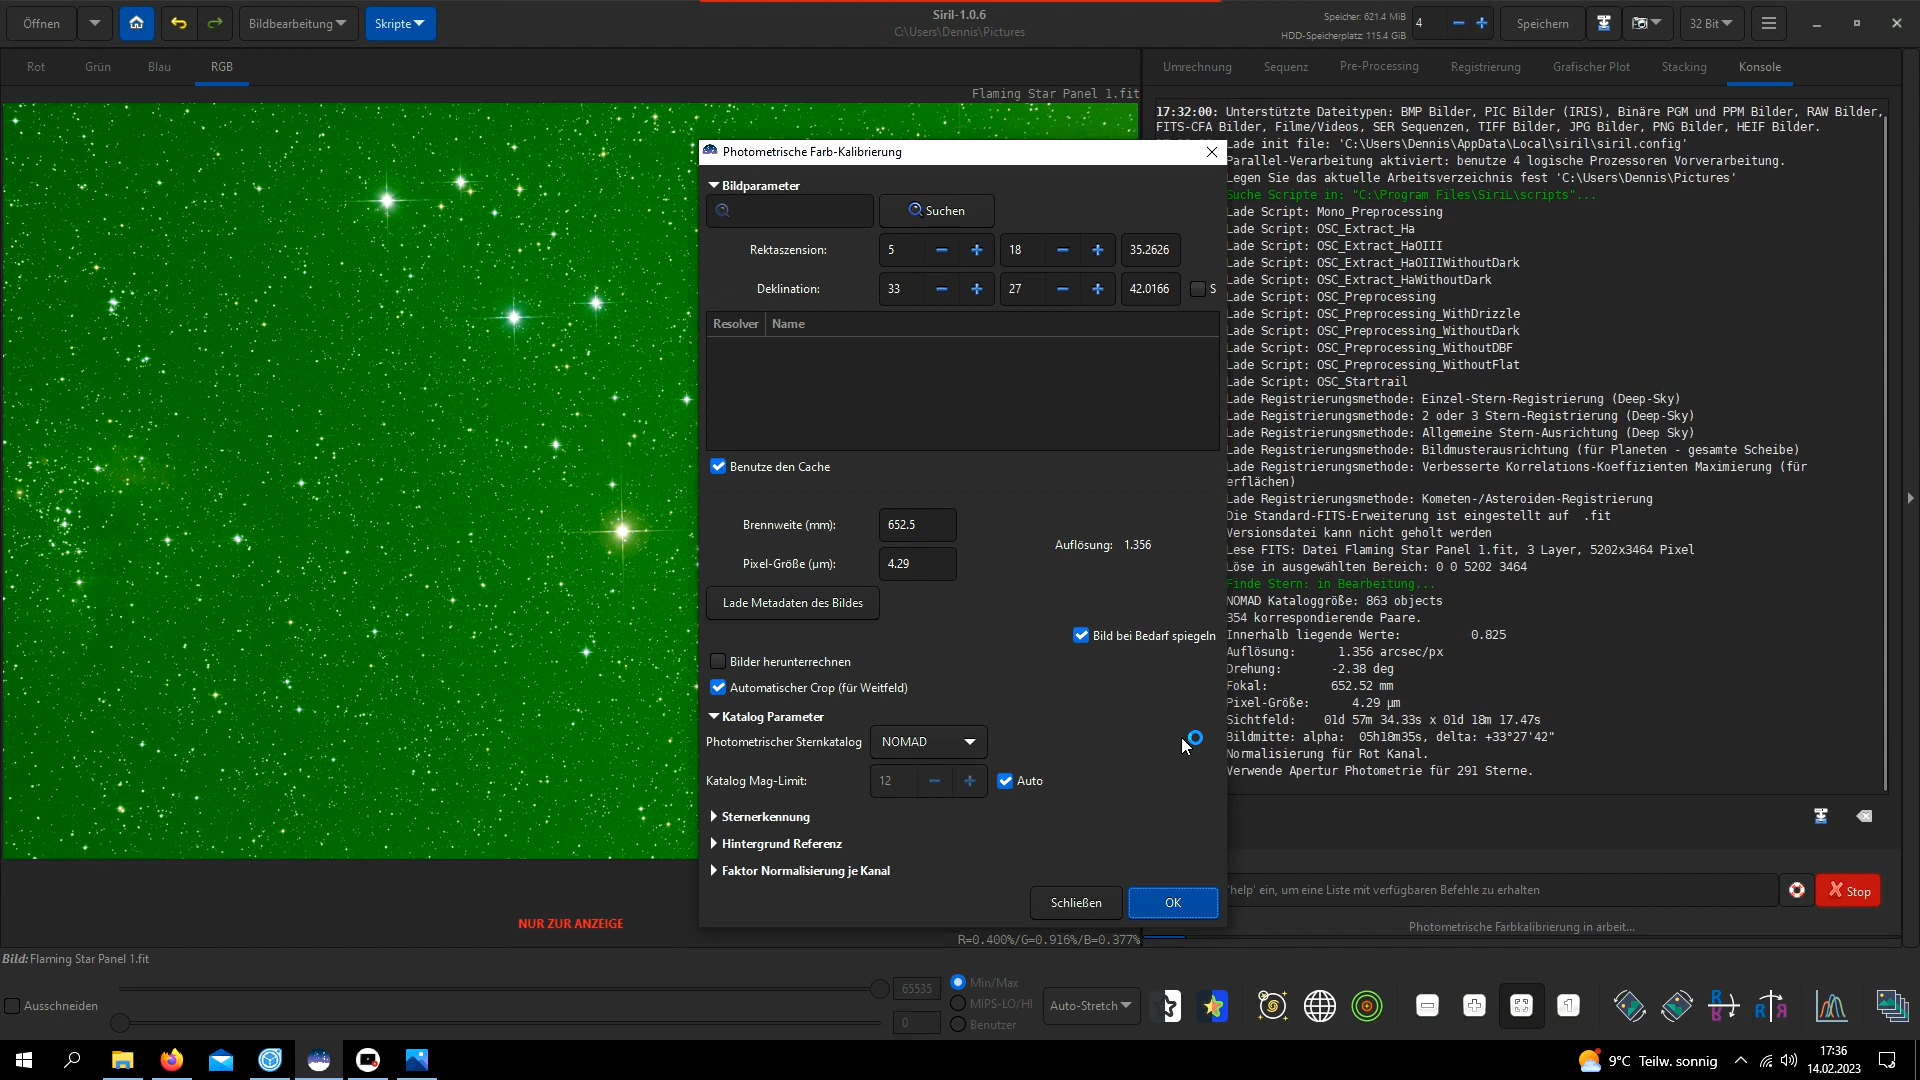 Öffnen
Bildbearbeitung
Skripte
Siril-1.0.6
C:\Users\Dennis\Pictures
Speicher: 621.4 MiB
HDD-Speicherplatz: 115.4 GiB
4
Speichern
32 Bit
Rot
Grün
Blau
RGB
Flaming Star Panel 1.fit
Umrechnung
Sequenz
Pre-Processing
Registrierung
Grafischer Plot
Stacking
Konsole
Photometrische Farb-Kalibrierung
Bildparameter
Suchen
Rektaszension:
5
18
35.2626
Deklination:
33
27
42.0166
S
Resolver
Name
Benutze den Cache
Brennweite (mm):
652.5
Auflösung: 1.356
Pixel-Größe (µm):
4.29
Lade Metadaten des Bildes
Bild bei Bedarf spiegeln
Bilder herunterrechnen
Automatischer Crop (für Weitfeld)
Katalog Parameter
Photometrischer Sternkatalog
NOMAD
Katalog Mag-Limit:
12
Auto
Sternerkennung
Hintergrund Referenz
Faktor Normalisierung je Kanal
Schließen
OK
17:32:00: Unterstützte Dateitypen: BMP Bilder, PIC Bilder (IRIS), Binäre PGM und PPM Bilder, RAW Bilder,
FITS-CFA Bilder, Filme/Videos, SER Sequenzen, TIFF Bilder, JPG Bilder, PNG Bilder, HEIF Bilder.
Lade init file: 'C:\Users\Dennis\AppData\Local\siril\siril.config'
Parallel-Verarbeitung aktiviert: benutze 4 logische Prozessoren Vorverarbeitung.
Legen Sie das aktuelle Arbeitsverzeichnis fest 'C:\Users\Dennis\Pictures'
Suche Scripte in: "C:\Program Files\SiriL\scripts"...
Lade Script: Mono_Preprocessing
Lade Script: OSC_Extract_Ha
Lade Script: OSC_Extract_HaOIII
Lade Script: OSC_Extract_HaOIIIWithoutDark
Lade Script: OSC_Extract_HaWithoutDark
Lade Script: OSC_Preprocessing
Lade Script: OSC_Preprocessing_WithDrizzle
Lade Script: OSC_Preprocessing_WithoutDark
Lade Script: OSC_Preprocessing_WithoutDBF
Lade Script: OSC_Preprocessing_WithoutFlat
Lade Script: OSC_Startrail
Lade Registrierungsmethode: Einzel-Stern-Registrierung (Deep-Sky)
Lade Registrierungsmethode: 2 oder 3 Stern-Registrierung (Deep-Sky)
Lade Registrierungsmethode: Allgemeine Stern-Ausrichtung (Deep Sky)
Lade Registrierungsmethode: Bildmusterausrichtung (für Planeten - gesamte Scheibe)
Lade Registrierungsmethode: Verbesserte Korrelations-Koeffizienten Maximierung (für
erflächen)
Lade Registrierungsmethode: Kometen-/Asteroiden-Registrierung
Die Standard-FITS-Erweiterung ist eingestellt auf .fit
Versionsdatei kann nicht geholt werden
Lese FITS: Datei Flaming Star Panel 1.fit, 3 Layer, 5202x3464 Pixel
Löse in ausgewählten Bereich: 0 0 5202 3464
Finde Stern: in Bearbeitung...
NOMAD Kataloggröße: 863 objects
354 korrespondierende Paare.
Innerhalb liegende Werte: 0.825
Auflösung: 1.356 arcsec/px
Drehung: -2.38 deg
Fokal: 652.52 mm
Pixel-Größe: 4.29 µm
Sichtfeld: 01d 57m 34.33s x 01d 18m 17.47s
Bildmitte: alpha: 05h18m35s, delta: +33°27'42"
Normalisierung für Rot Kanal.
Verwende Apertur Photometrie für 291 Sterne.
'help' ein, um eine Liste mit verfügbaren Befehle zu erhalten
Stop
Photometrische Farbkalibrierung in arbeit...
NUR ZUR ANZEIGE
R=0.400%/G=0.916%/B=0.377%
Bild: Flaming Star Panel 1.fit
Ausschneiden
65535
0
Min/Max
MIPS-LO/HI
Benutzer
Auto-Stretch
9°C Teilw. sonnig
17:36
14.02.2023